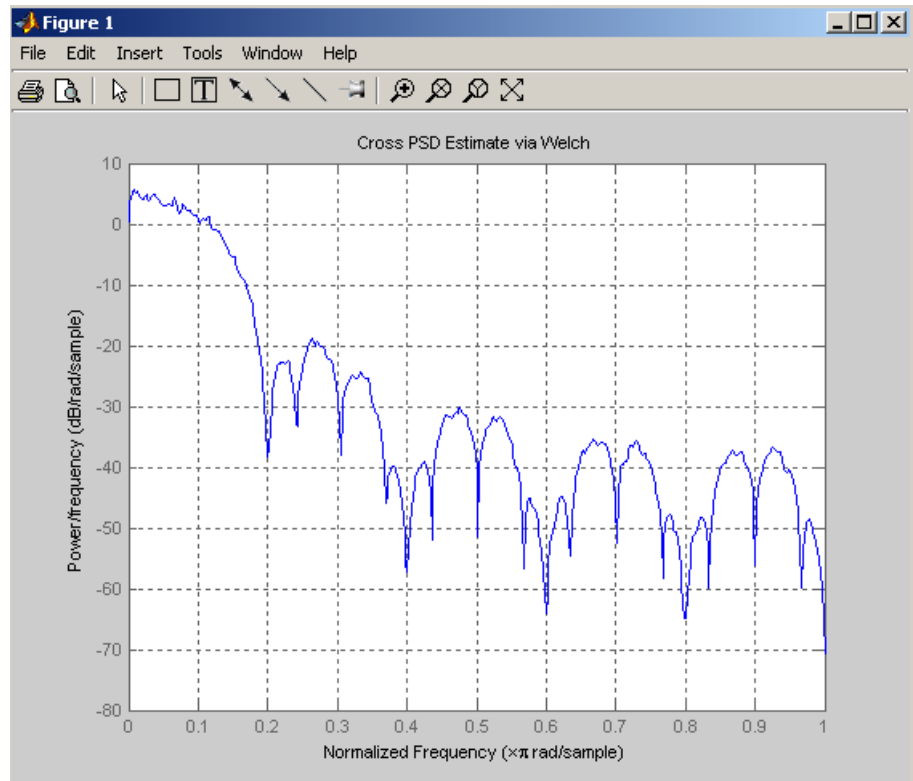 Figure 1
File Edit Insert Tools Window Help
T
Cross PSD Estimate via Welch
10
0
-10
-20
-30
-40
-50
-60
-70
-80
Power/frequency (dB/rad/sample)
0 0.1 0.2 0.3 0.4 0.5 0.6 0.7 0.8 0.9 1
Normalized Frequency (×π rad/sample)